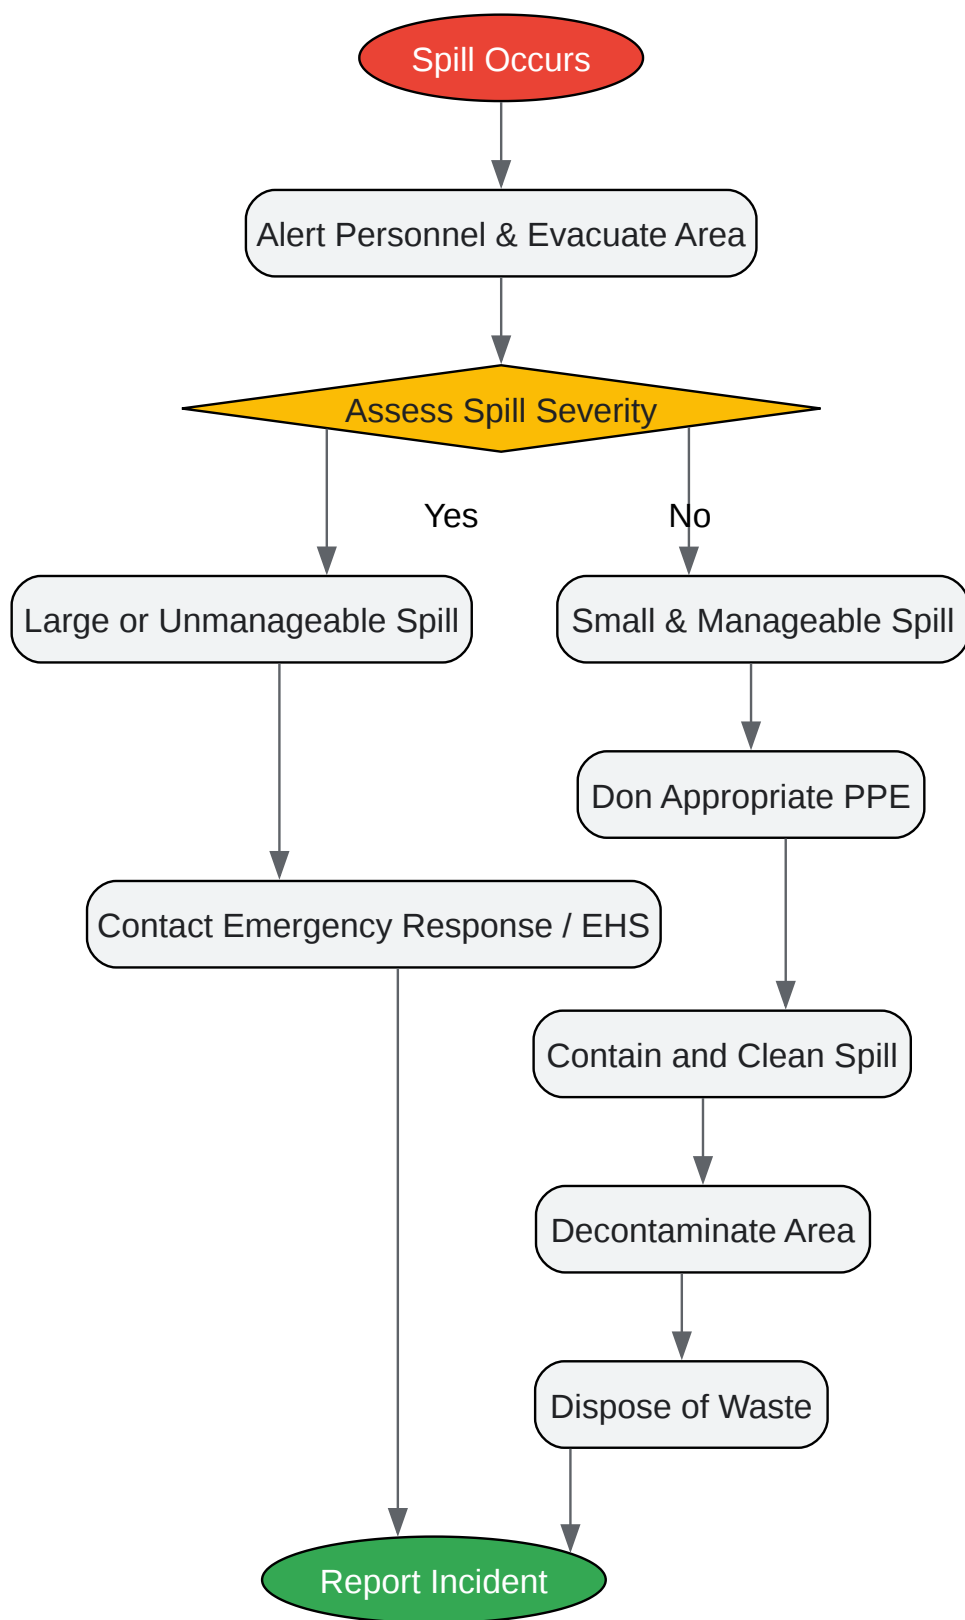 Spill Occurs
Alert Personnel & Evacuate Area
Assess Spill Severity
Yes
No
Large or Unmanageable Spill
Small & Manageable Spill
Don Appropriate PPE
Contact Emergency Response / EHS
Contain and Clean Spill
Decontaminate Area
Dispose of Waste
Report Incident